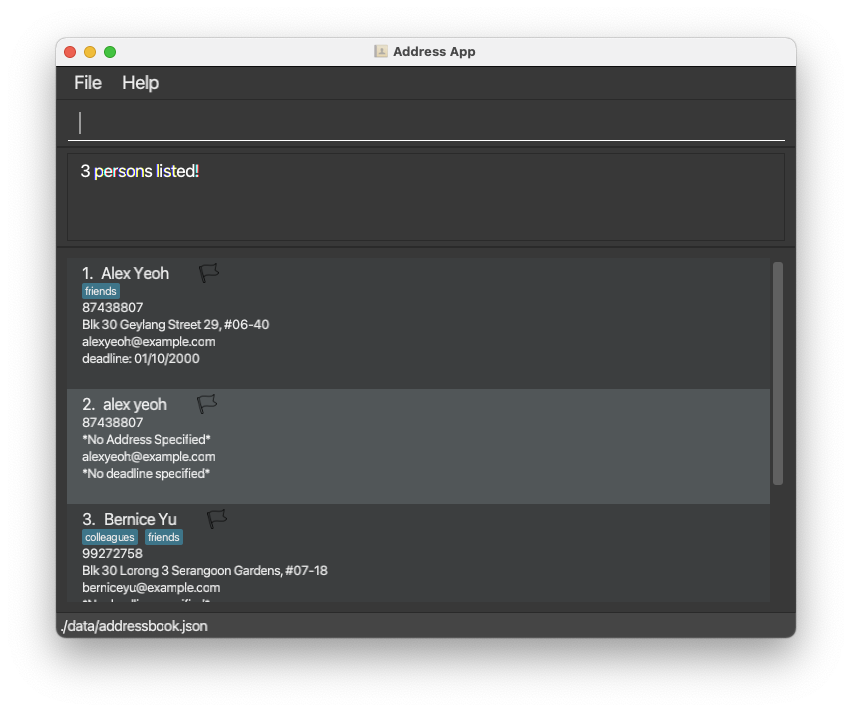 Address App
File Help
3 persons listed!
1. Alex Yeoh
friends
87438807
Blk 30 Geylang Street 29, #06-40
alexyeoh@example.com
deadline: 01/10/2000
2. alex yeoh
87438807
*No Address Specified*
alexyeoh@example.com
*No deadline specified*
3. Bernice Yu
colleagues friends
99272758
Blk 30 Lorong 3 Serangoon Gardens, #07-18
berniceyu@example.com
./data/addressbook.json